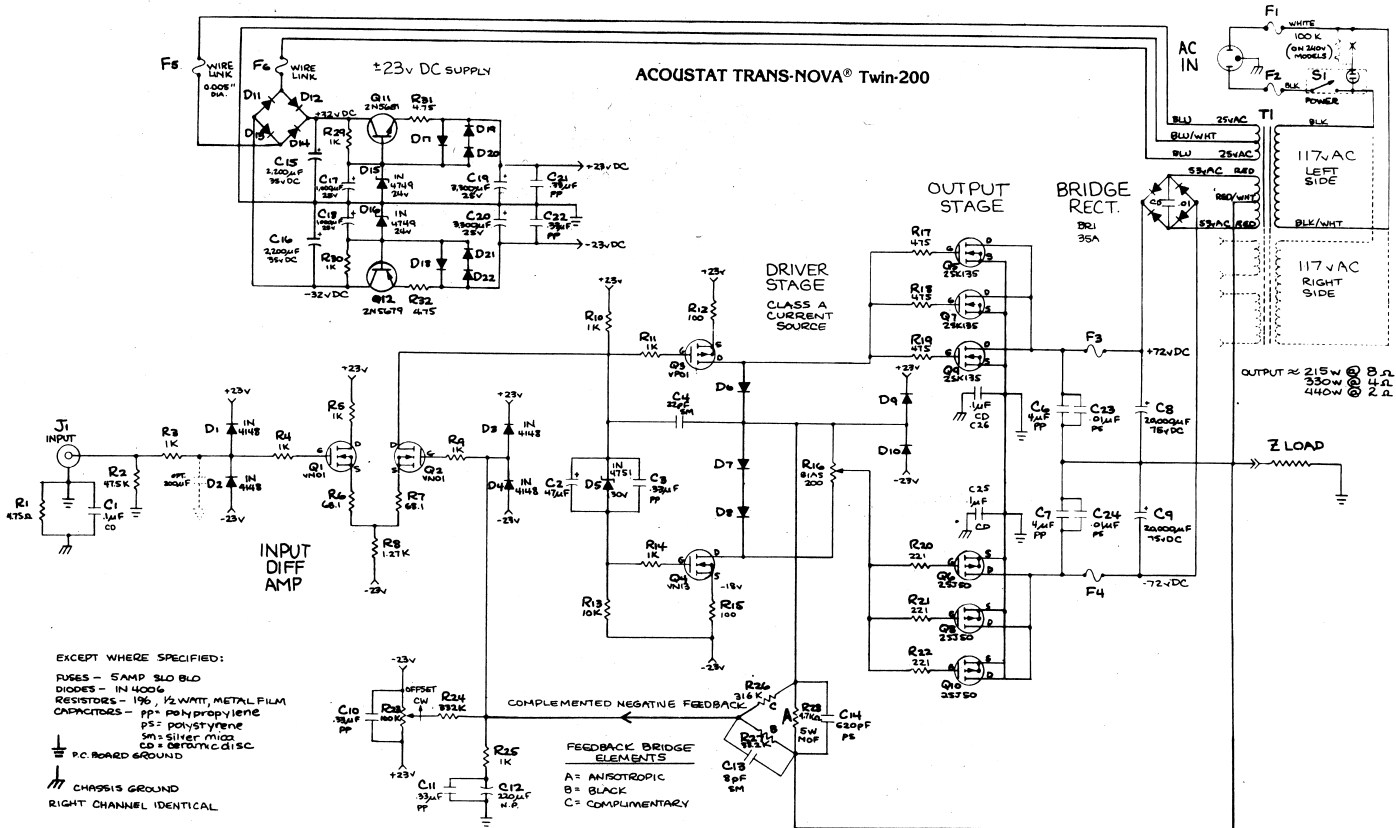 ACOUSTAT TRANS-NOVA® Twin-200
F5 WIRE LINK 0.005" DIA.
F6 WIRE LINK
±23V DC SUPPLY
D11
D12
D13
D14
+32V DC
-32V DC
C15 2,200µF 35VDC
C16 2,200µF 35VDC
R29 1K
R30 1K
C17 1,000µF 25V
C18 1,000µF 25V
Q11 2N5681
Q12 2N5679
R31 4.75
R32 4.75
D15 IN 4749 24V
D16 IN 4749 24V
D17
D18
D19
D20
D21
D22
C19 3,300µF 25V
C20 3,300µF 25V
C21 .33µF PP
C22 .33µF PP
+23V DC
-23V DC
AC IN
F1
WHITE
100K (ON 240V MODELS)
F2
BLK
S1
POWER
T1
BLU 25VAC
BLU/WHT
BLU 25VAC
53VAC RED
RED/WHT
53VAC RED
BLK
117VAC LEFT SIDE
BLK/WHT
117VAC RIGHT SIDE
OUTPUT ≈ 215W @ 8Ω
330W @ 4Ω
440W @ 2Ω
OUTPUT STAGE
BRIDGE RECT.
BR1
35A
CD .01
DRIVER STAGE
CLASS A CURRENT SOURCE
R17 475
R18 475
R19 475
Q5 2SK135
Q7 2SK135
Q9 2SK135
G
D
S
F3
+72VDC
F4
-72VDC
.1µF CD C26
C25 .1µF CD
C6 4µF PP
C23 .01µF PS
C8 20,000µF 75VDC
C7 4µF PP
C24 .01µF PS
C9 20,000µF 75VDC
Z LOAD
R20 221
R21 221
R22 221
Q6 2SJ50
Q8 2SJ50
Q10 2SJ50
+23V
R10 1K
R11 1K
R12 100
Q3 VP01
C4 22pF SM
D6
D7
D8
D9
D10
+23V
-23V
R16 BIAS 200
C2 47µF
D5 IN 4751 30V
C3 .33µF PP
R14 1K
Q4 VN13
-18V
R13 10K
R15 100
-23V
J1 INPUT
R1 4.75Ω
C1 .1µF CD
R2 47.5K
R3 1K
OPT. 200µF
+23V
D1 IN 4148
D2 IN 4148
-23V
R4 1K
R5 1K
Q1 VN01
Q2 VN01
R6 68.1
R7 68.1
R8 1.27K
-23V
R9 1K
D3 IN 4148
D4 IN 4148
INPUT DIFF AMP
EXCEPT WHERE SPECIFIED:
FUSES - 5AMP SLO BLO
DIODES - IN 4006
RESISTORS - 1%, 1/2 WATT, METAL FILM
CAPACITORS - PP = polypropylene
PS = polystyrene
SM = silver mica
CD = ceramic disc
P.C. BOARD GROUND
CHASSIS GROUND
RIGHT CHANNEL IDENTICAL
-23V
C10 .33µF PP
R23 100K
OFFSET CW
R24 332K
+23V
COMPLEMENTED NEGATIVE FEEDBACK
R25 1K
C11 .33µF PP
C12 220µF N.P.
FEEDBACK BRIDGE ELEMENTS
A = ANISOTROPIC
B = BLACK
C = COMPLIMENTARY
R26 31.6K
C
R27 33.2K
B
C13 8pF SM
A
R28 4.7KΩ 5W MOF
C14 620pF PS